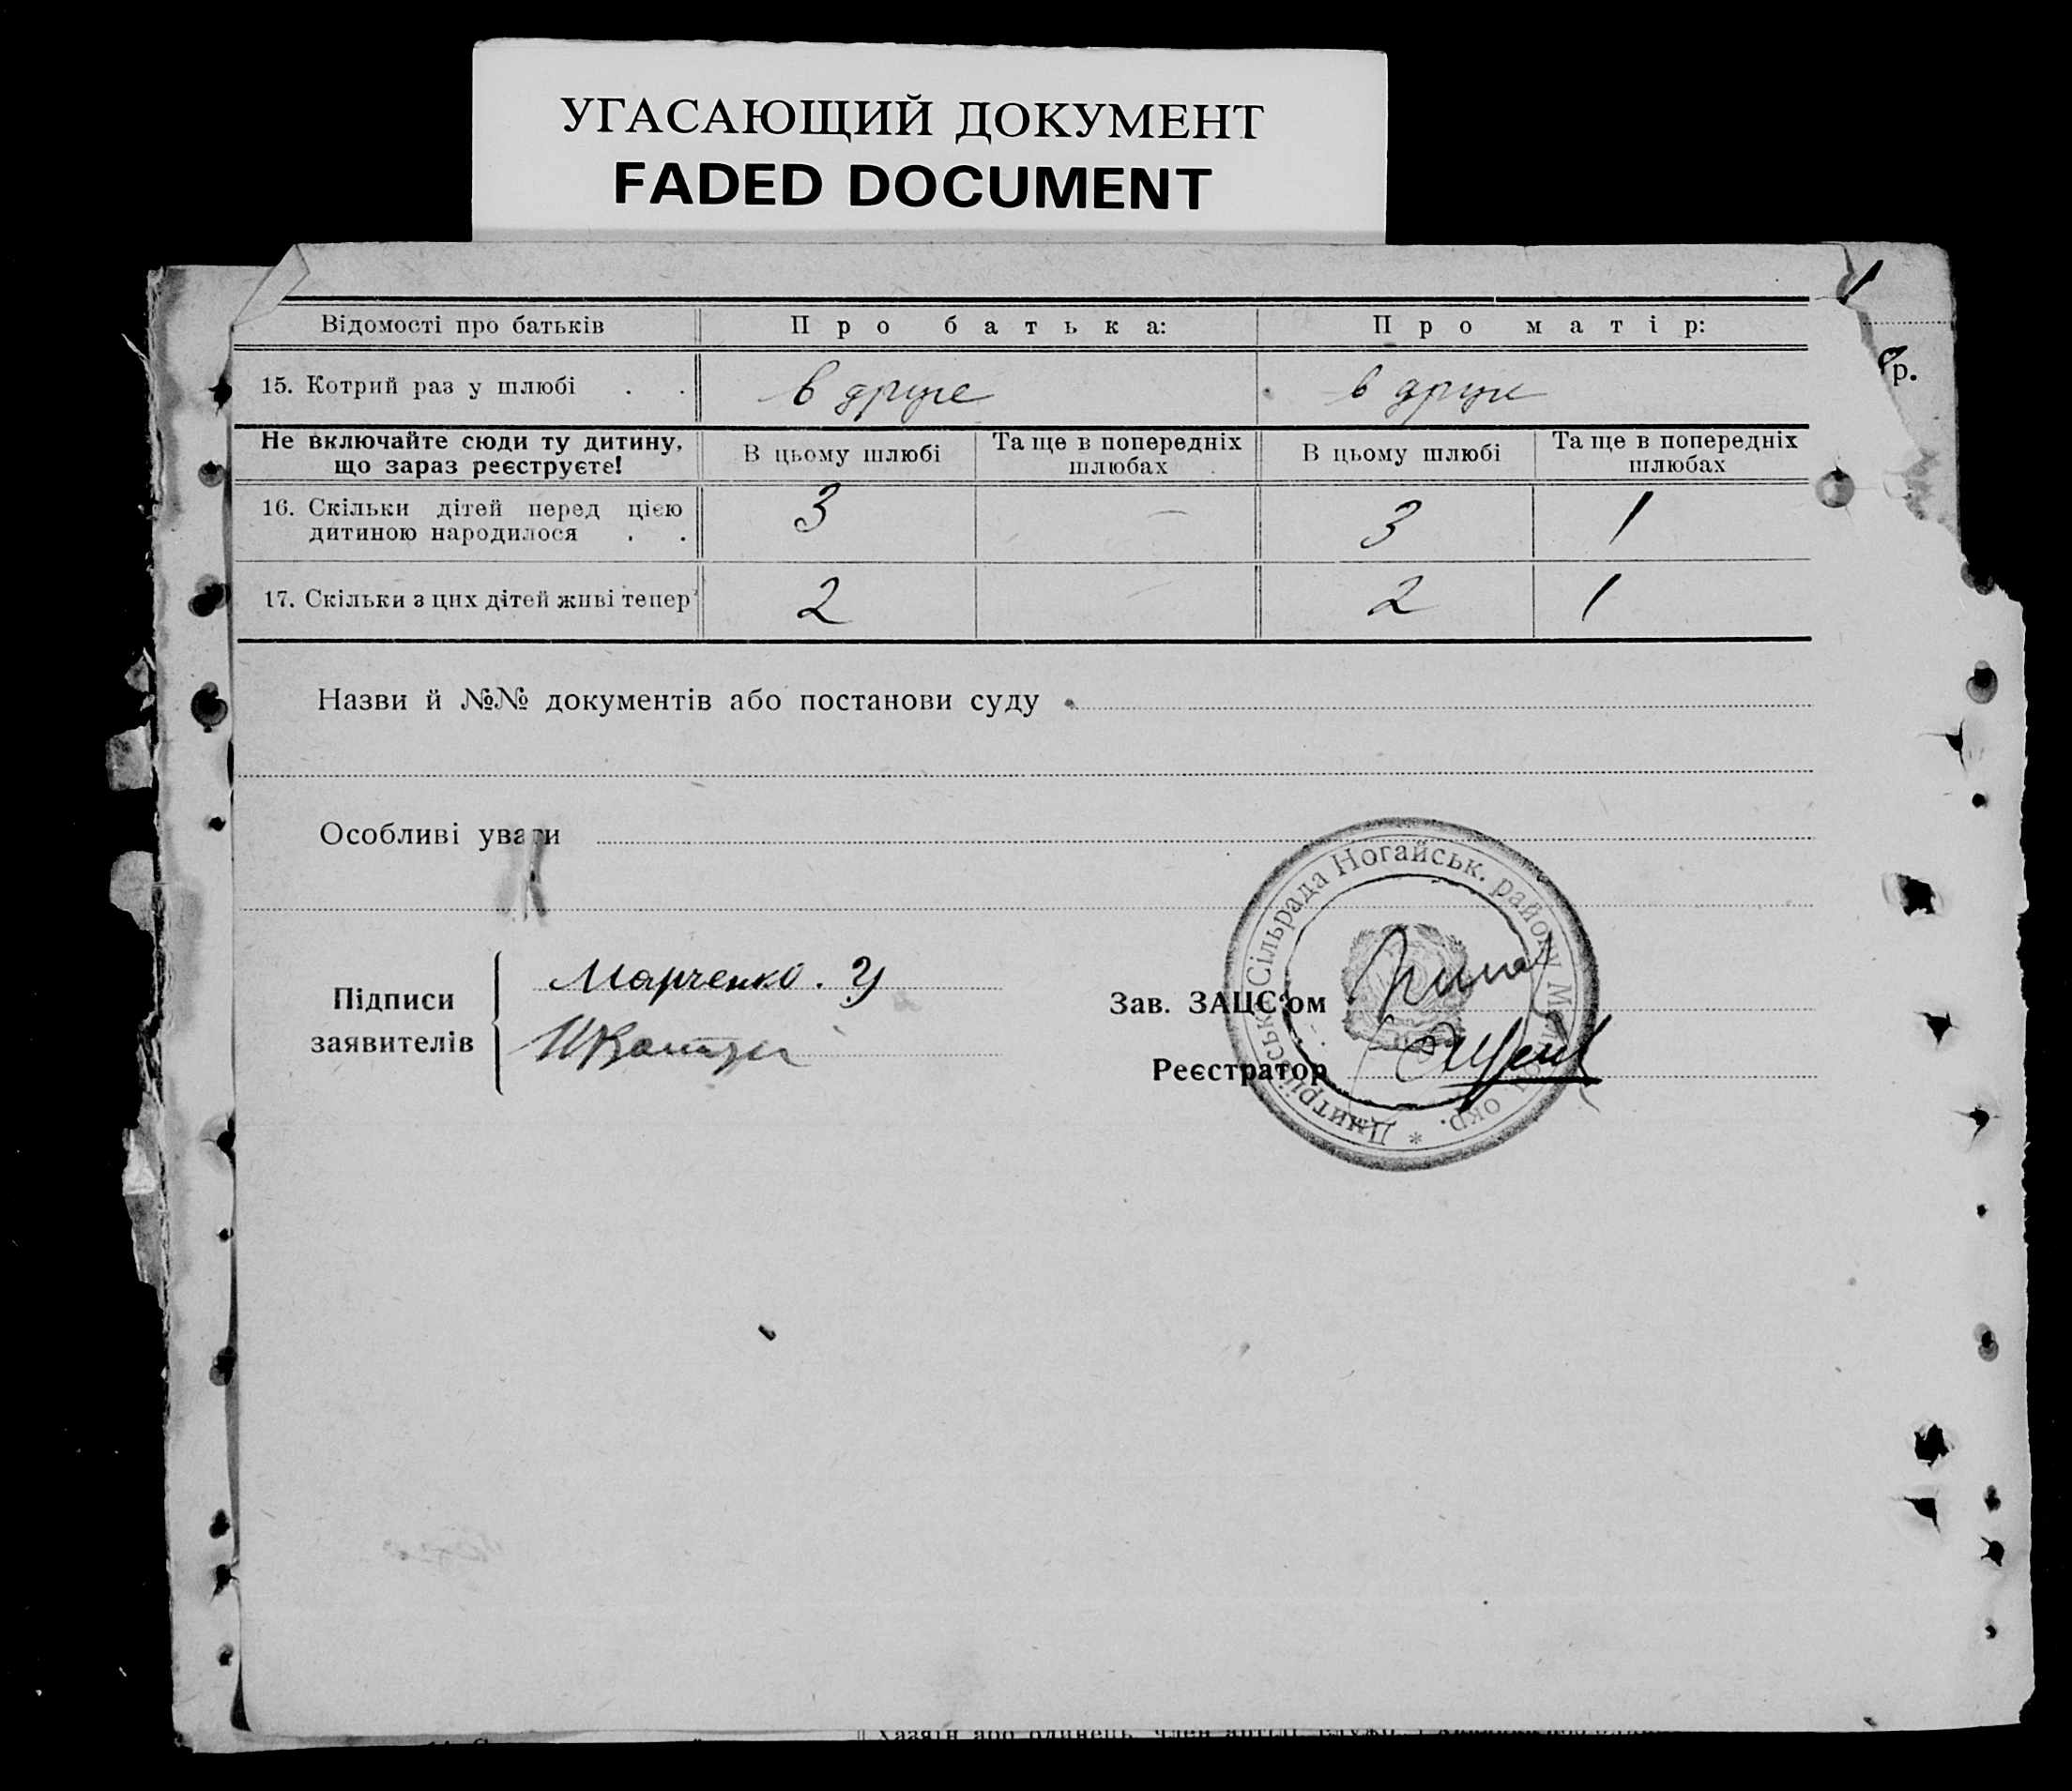 УГАСАЮЩИЙ ДОКУМЕНТ
FADED DOCUMENT
Відомості про батьків
Про батька:
Про матір:
р.
15. Котрий раз у шлюбі . .
в друге
в друге
Не включайте сюди ту дитину,
що зараз реєструєте!
В цьому шлюбі
Та ще в попередніх
шлюбах
В цьому шлюбі
Та ще в попередніх
шлюбах
16. Скільки дітей перед цією
дитиною народилося . .
3
—
3
1
17. Скільки з цих дітей живі тепер
2
—
2
1
Назви й №№ документів або постанови суду
Особливі уваги
Підписи
заявителів
Марченко. У
Зав. ЗАЦС'ом
Реєстратор
Дмитрівськ. Сільрада Ногайськ. району окр. *